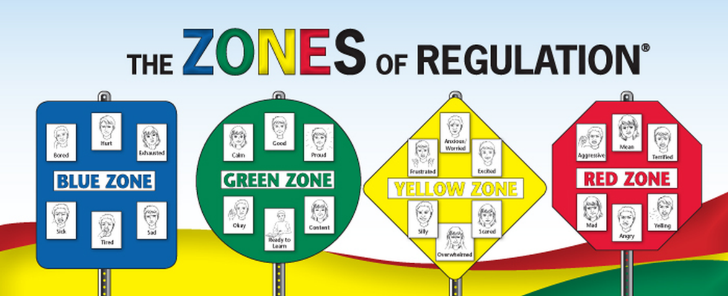 THE ZONES OF REGULATION®
Bored
Hurt
Exhausted
BLUE ZONE
Sick
Tired
Sad
Calm
Good
Proud
GREEN ZONE
Okay
Ready to
Learn
Content
Frustrated
Anxious/
Worried
Excited
YELLOW ZONE
Silly
Overwhelmed
Scared
Aggressive
Mean
Terrified
RED ZONE
Mad
Angry
Yelling